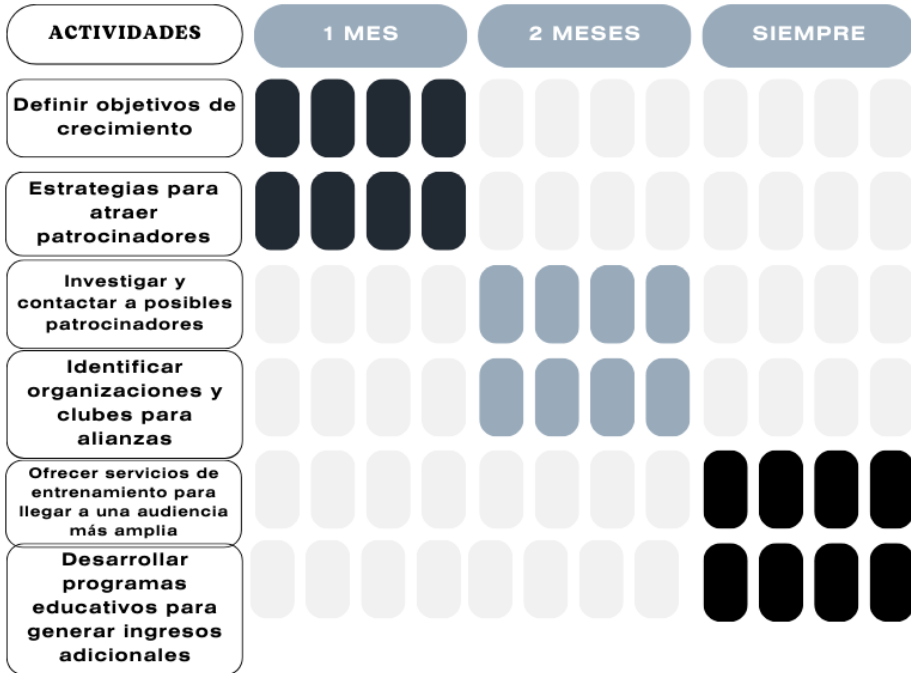 ACTIVIDADES
1 MES
2 MESES
SIEMPRE
Definir objetivos de
crecimiento
Estrategias para
atraer
patrocinadores
Investigar y
contactar a posibles
patrocinadores
Identificar
organizaciones y
clubes para
alianzas
Ofrecer servicios de
entrenamiento para
llegar a una audiencia
más amplia
Desarrollar
programas
educativos para
generar ingresos
adicionales